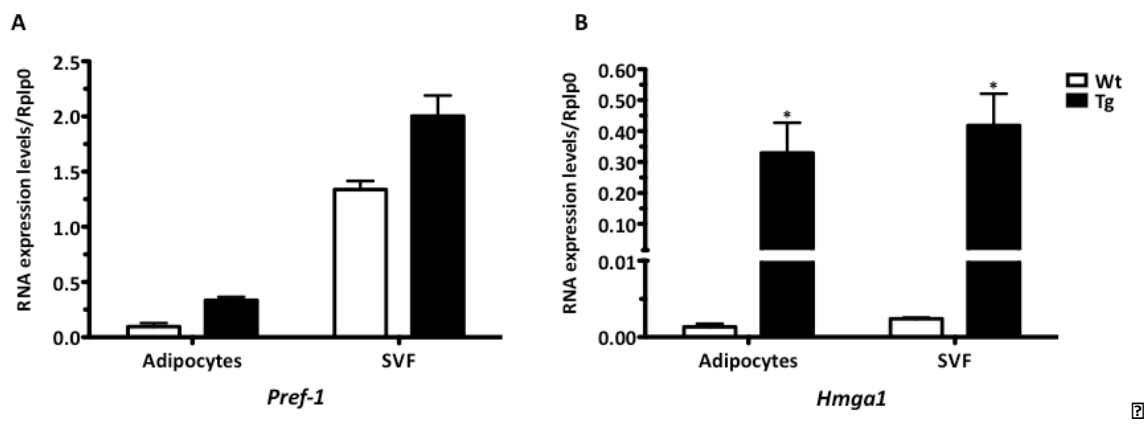 A
RNA expression levels/Rplp0
2.5
2.0
1.5
1.0
0.5
0.0
Adipocytes
SVF
Pref-1
B
RNA expression levels/Rplp0
0.60
0.50
0.40
0.30
0.20
0.10
0.01
0.00
*
*
Adipocytes
SVF
Hmga1
Wt
Tg
?